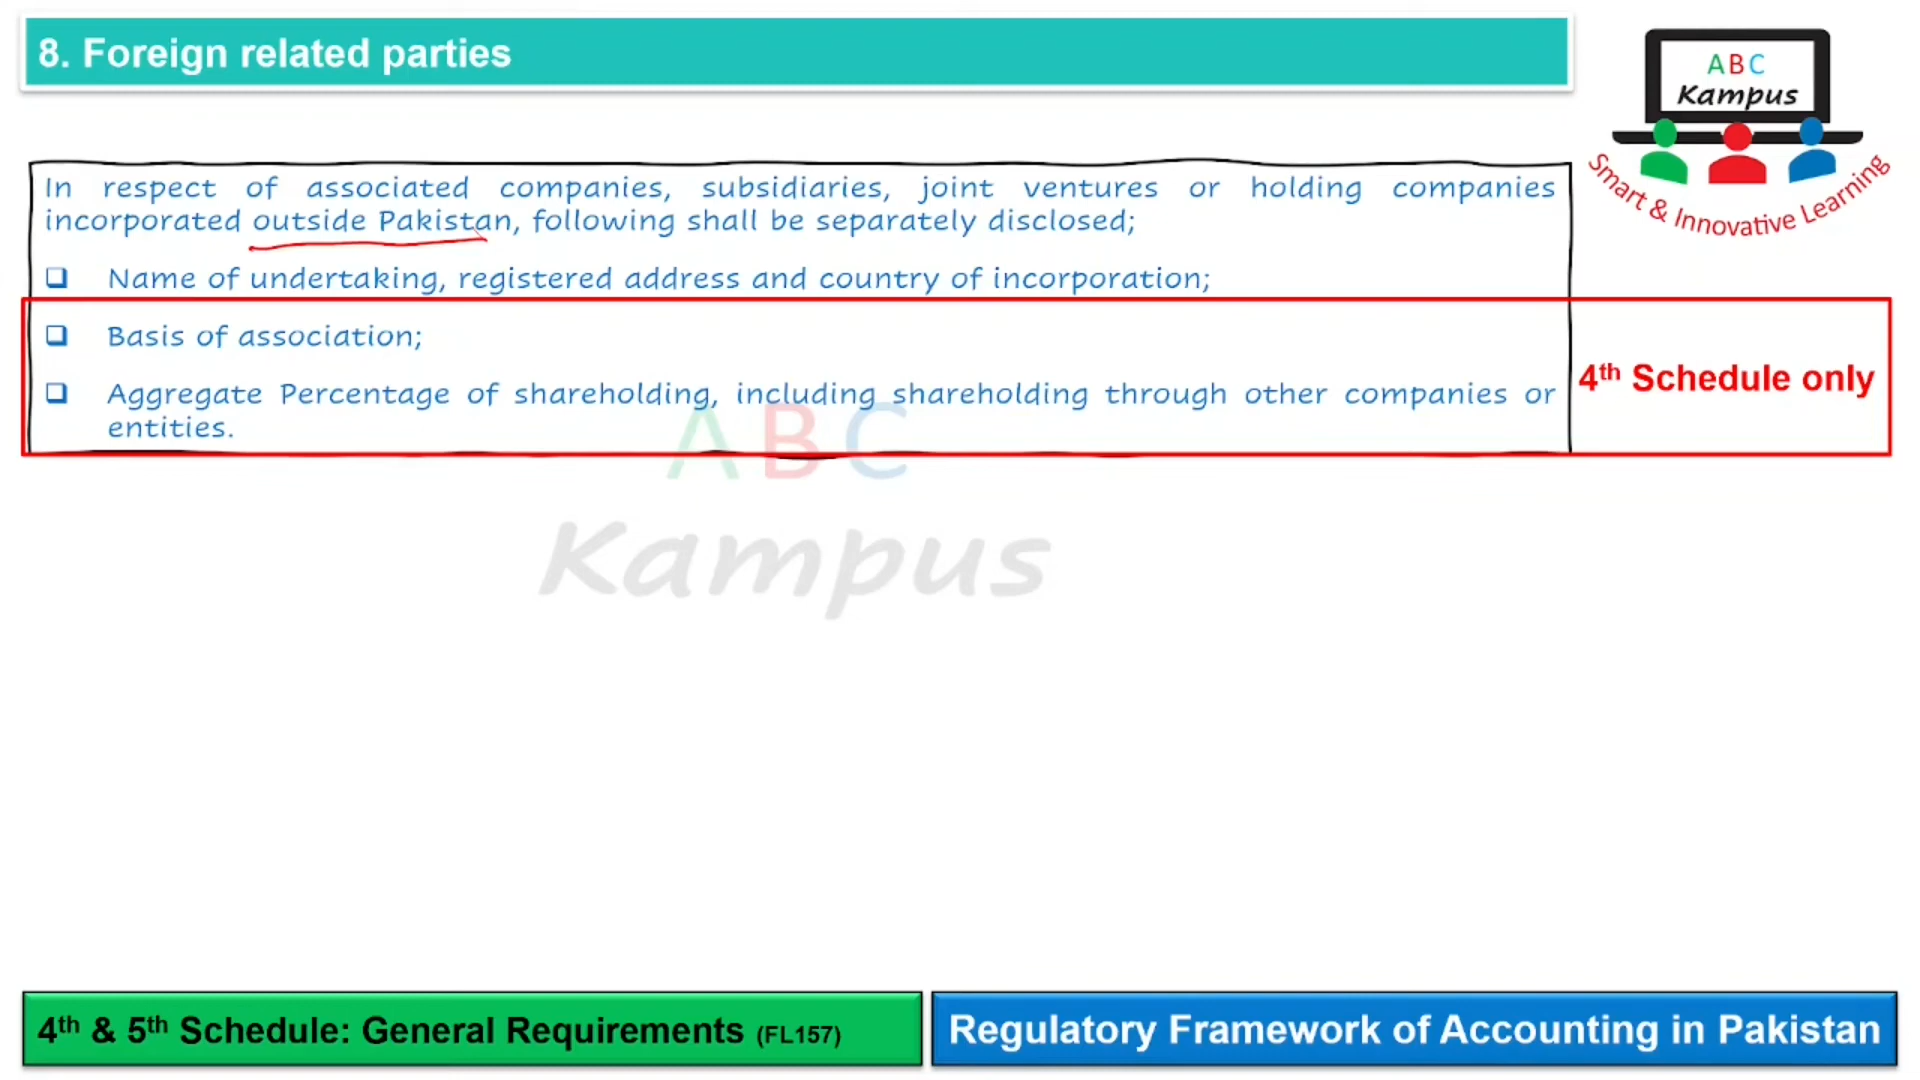 8. Foreign related parties
A B C
Kampus
Smart & Innovative Learning
In respect of associated companies, subsidiaries, joint ventures or holding companies
incorporated outside Pakistan, following shall be separately disclosed;
❑ Name of undertaking, registered address and country of incorporation;
❑ Basis of association;
❑ Aggregate Percentage of shareholding, including shareholding through other companies or
entities.
4th Schedule only
A B C
Kampus
4th & 5th Schedule: General Requirements (FL157)
Regulatory Framework of Accounting in Pakistan